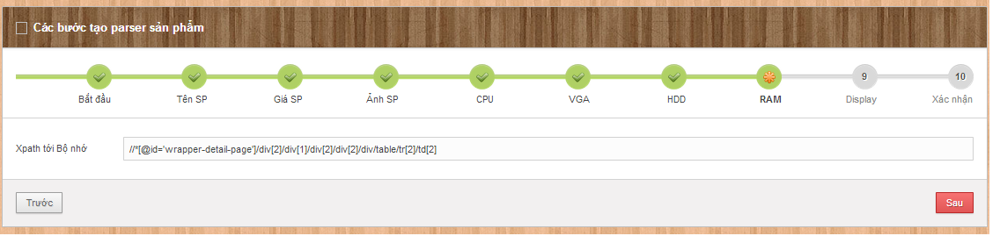 Các bước tạo parser sản phẩm
9 10
Bắt đầu Tên SP Giá SP Ảnh SP CPU VGA HDD RAM Display Xác nhận
Xpath tới Bộ nhớ //*[@id='wrapper-detail-page']/div[2]/div[1]/div[2]/div[2]/div/table/tr[2]/td[2]
Trước Sau